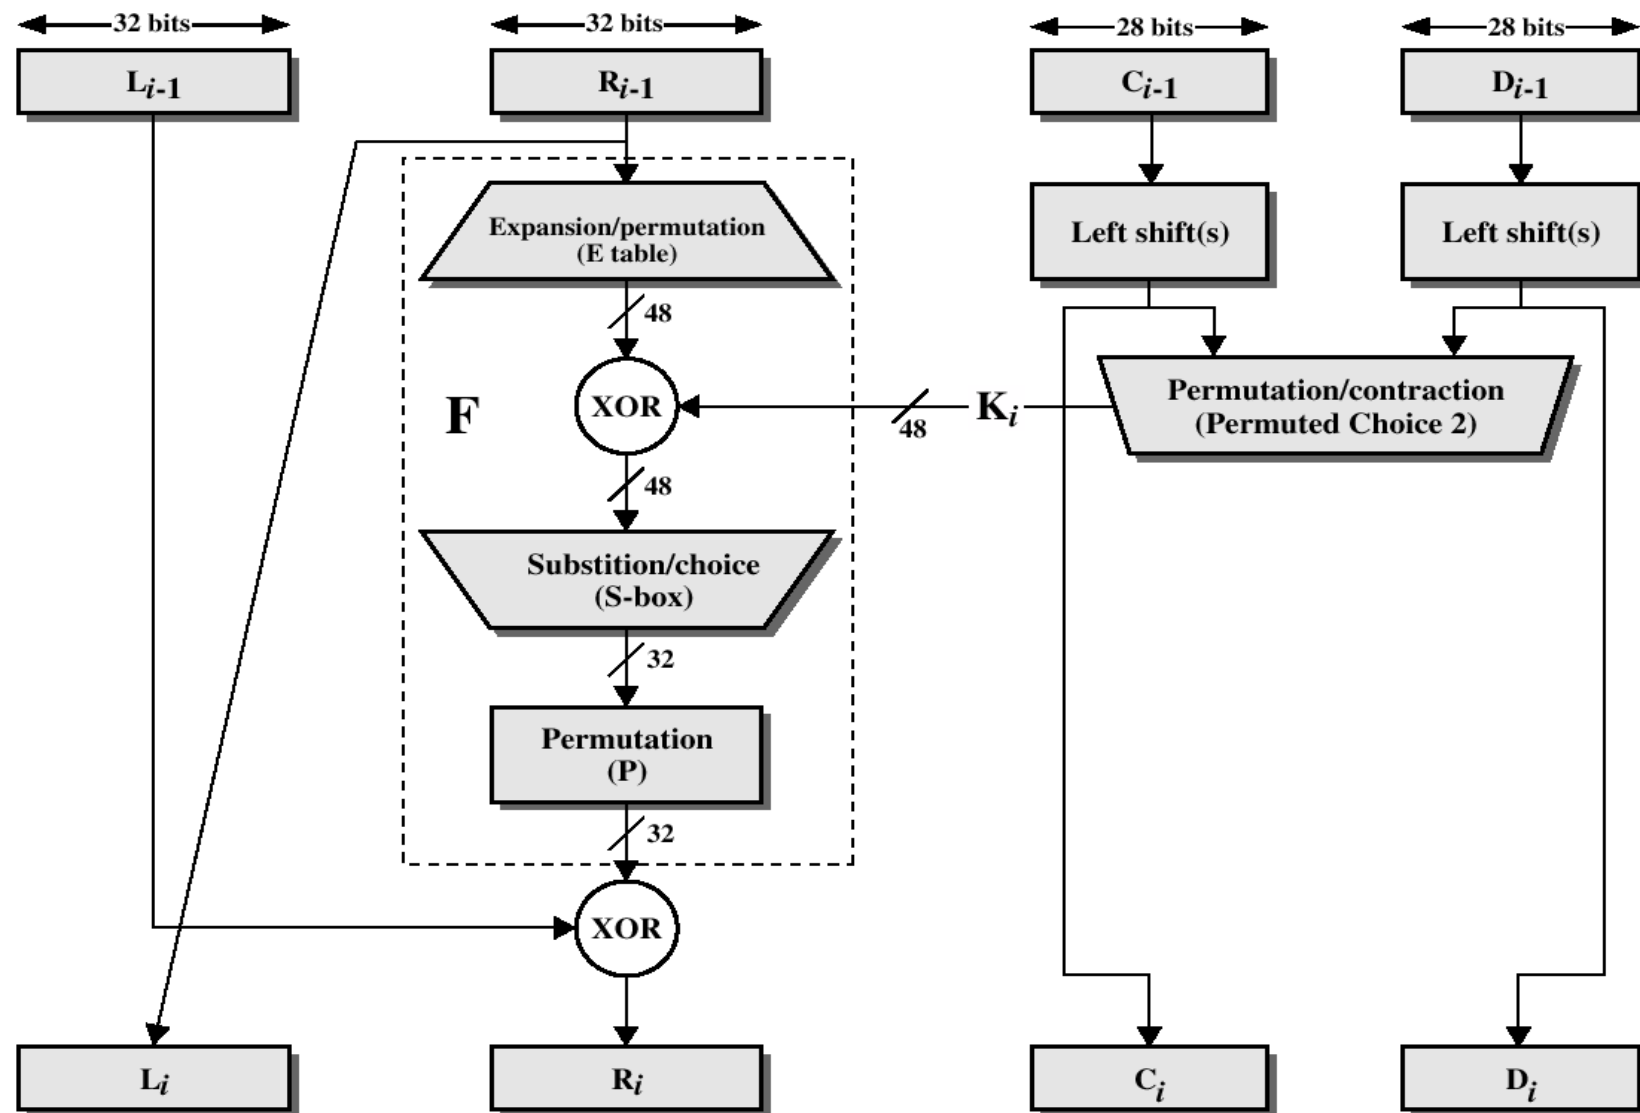 32 bits
32 bits
28 bits
28 bits
Li-1
Ri-1
Ci-1
Di-1
Expansion/permutation
(E table)
Left shift(s)
Left shift(s)
48
F
XOR
48
Ki
Permutation/contraction
(Permuted Choice 2)
48
Substition/choice
(S-box)
32
Permutation
(P)
32
XOR
Li
Ri
Ci
Di